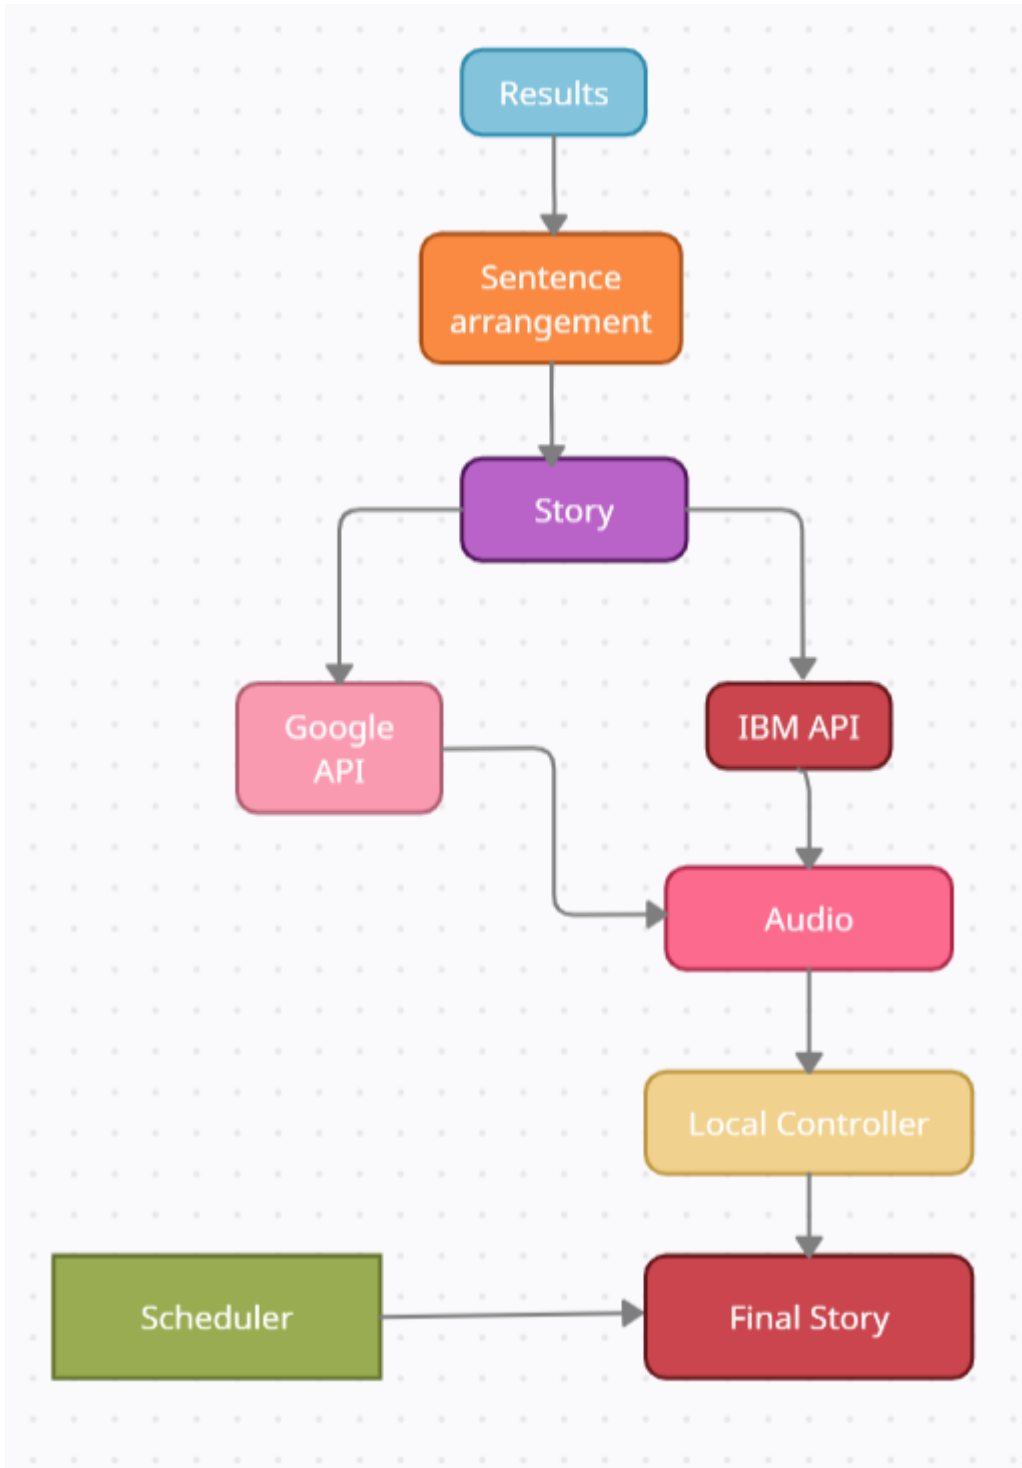 Results
Sentence
arrangement
Story
Google
API
IBM API
Audio
Local Controller
Scheduler
Final Story